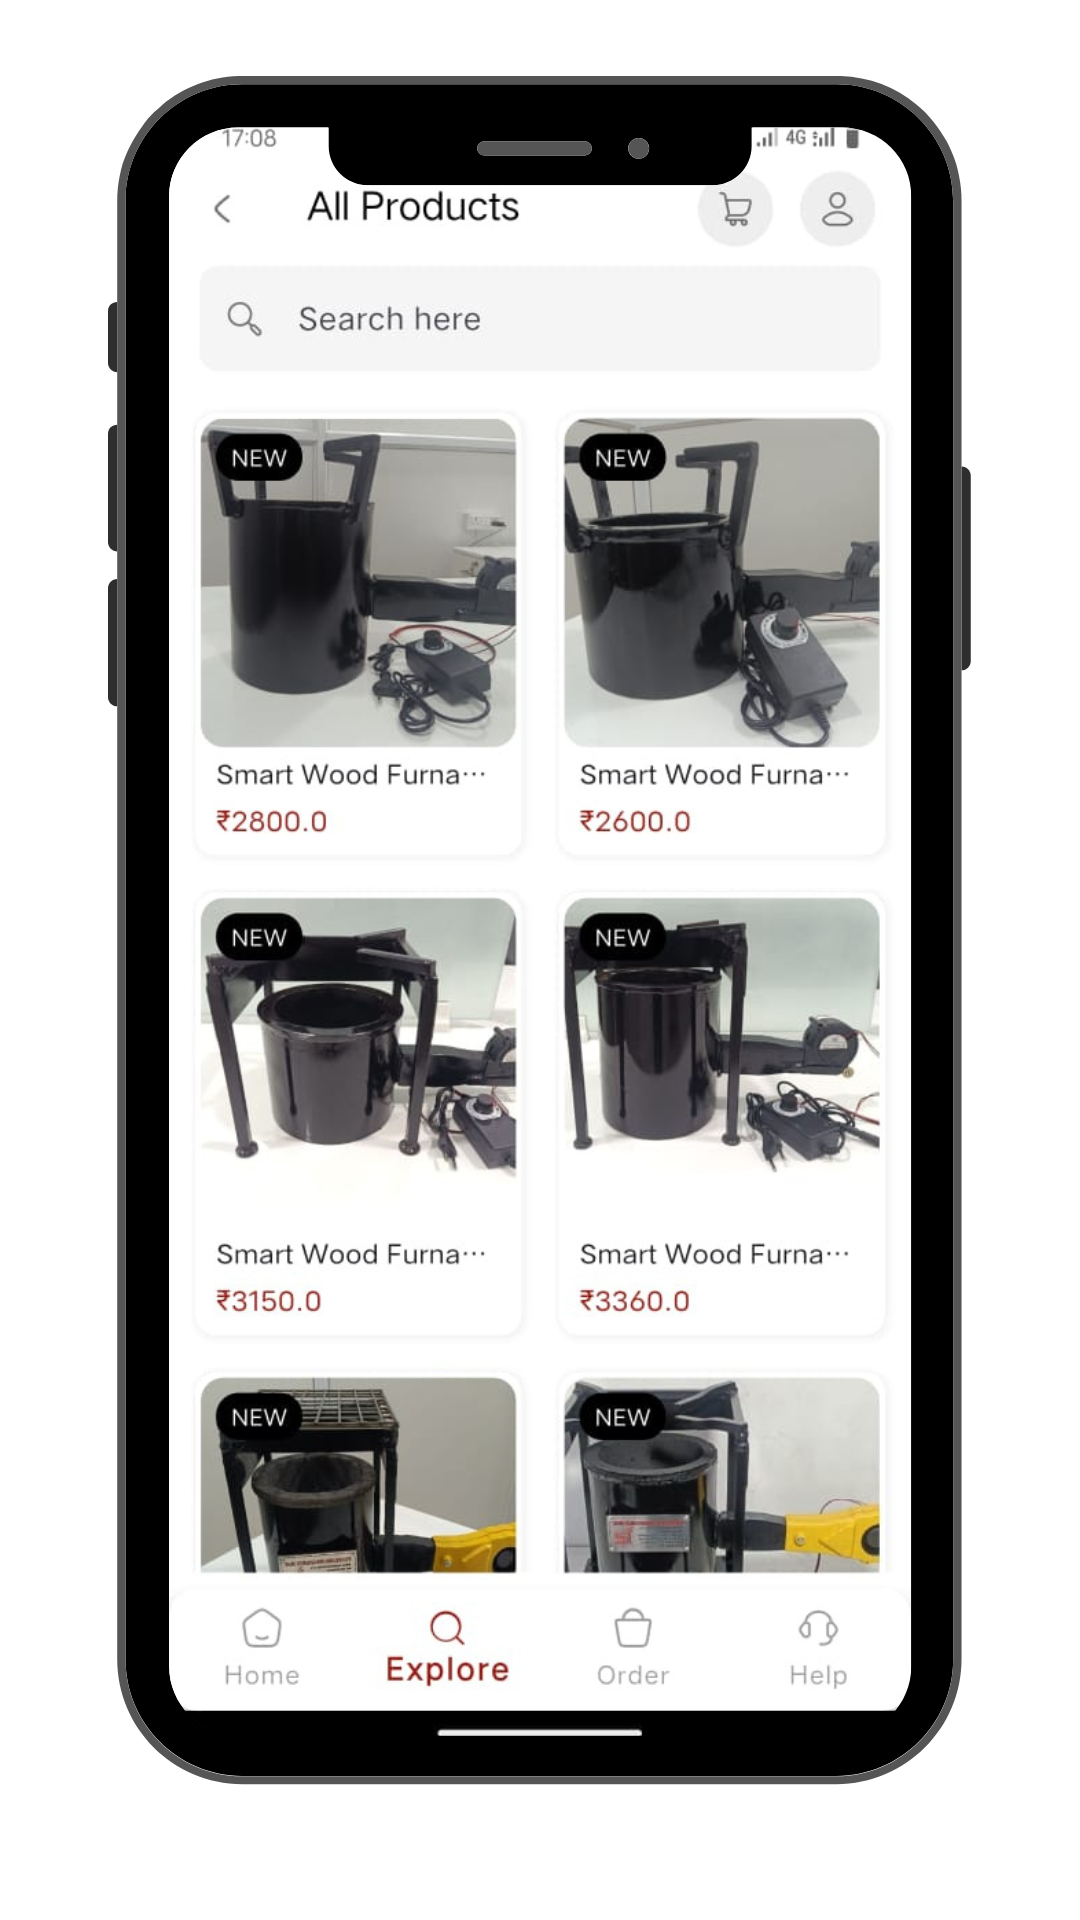 17:08
4G
All Products
Search here
NEW
NEW
Smart Wood Furna···
Smart Wood Furna···
₹2800.0
₹2600.0
NEW
NEW
Smart Wood Furna···
Smart Wood Furna···
₹3150.0
₹3360.0
NEW
NEW
Home
Explore
Order
Help